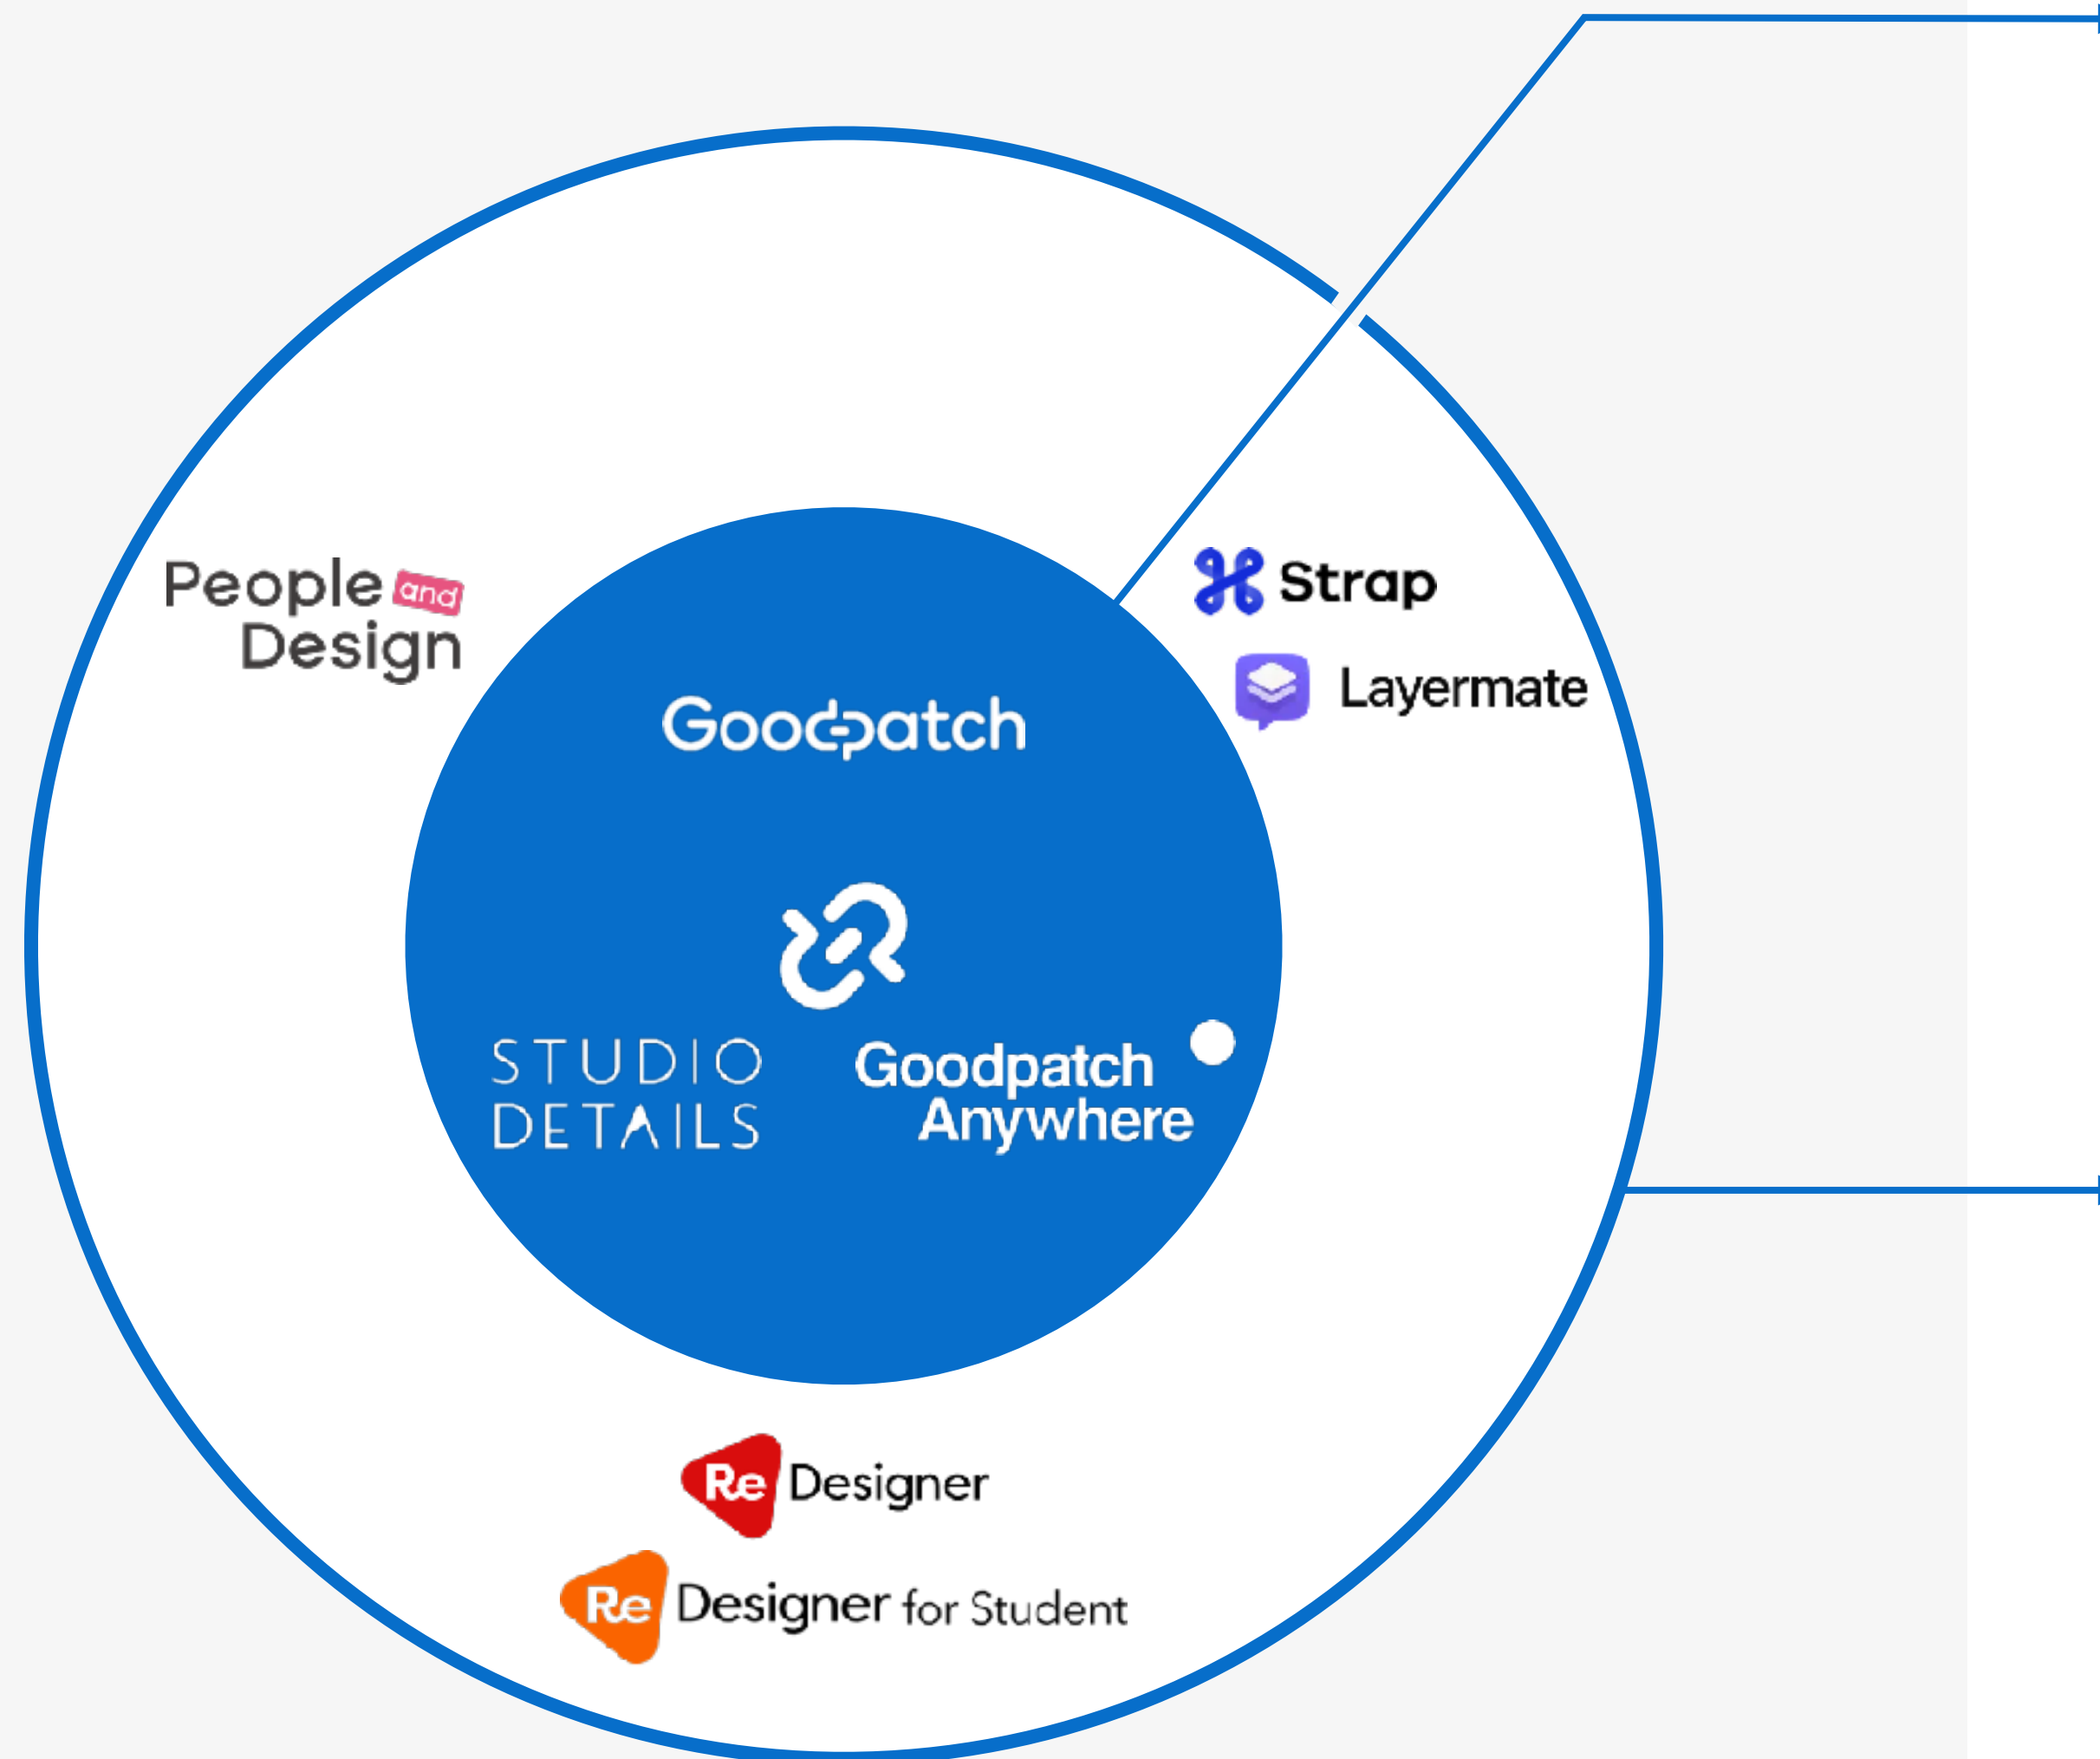 People and
Design
Strap
Layermate
Goodpatch
STUDIO
DETAILS
Goodpatch
Anywhere
Re Designer
Re Designer for Student